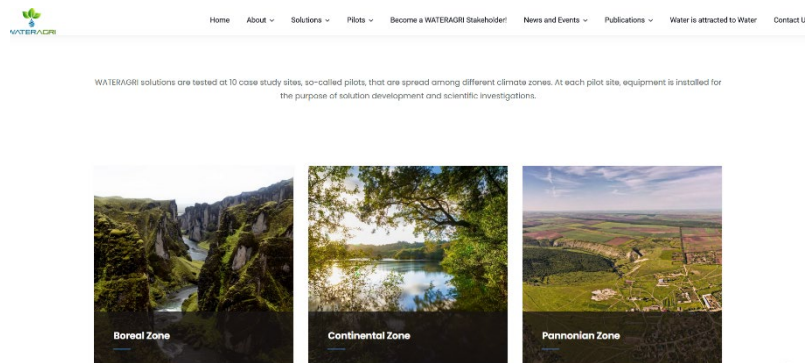 WATERAGRI
Home About Solutions Pilots Become a WATERAGRI Stakeholder! News and Events Publications Water is attracted to Water Contact U
WATERAGRI solutions are tested at 10 case study sites, so-called pilots, that are spread among different climate zones. At each pilot site, equipment is installed for
the purpose of solution development and scientific investigations.
Boreal Zone Continental Zone Pannonian Zone